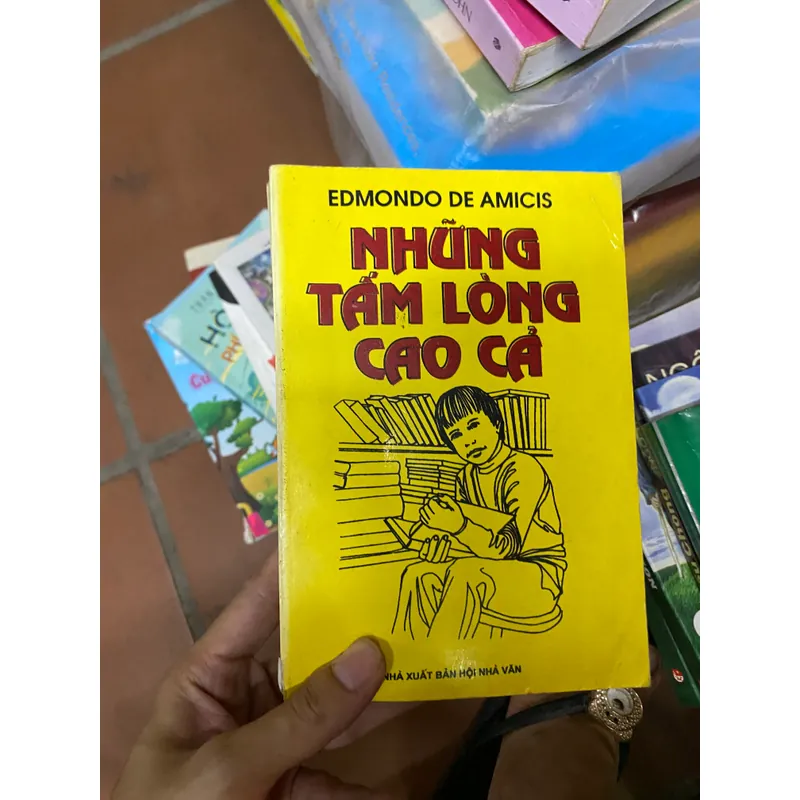 EDMONDO DE AMICIS
NHỮNG
TẤM LÒNG
CAO CẢ
NHÀ XUẤT BẢN HỘI NHÀ VĂN